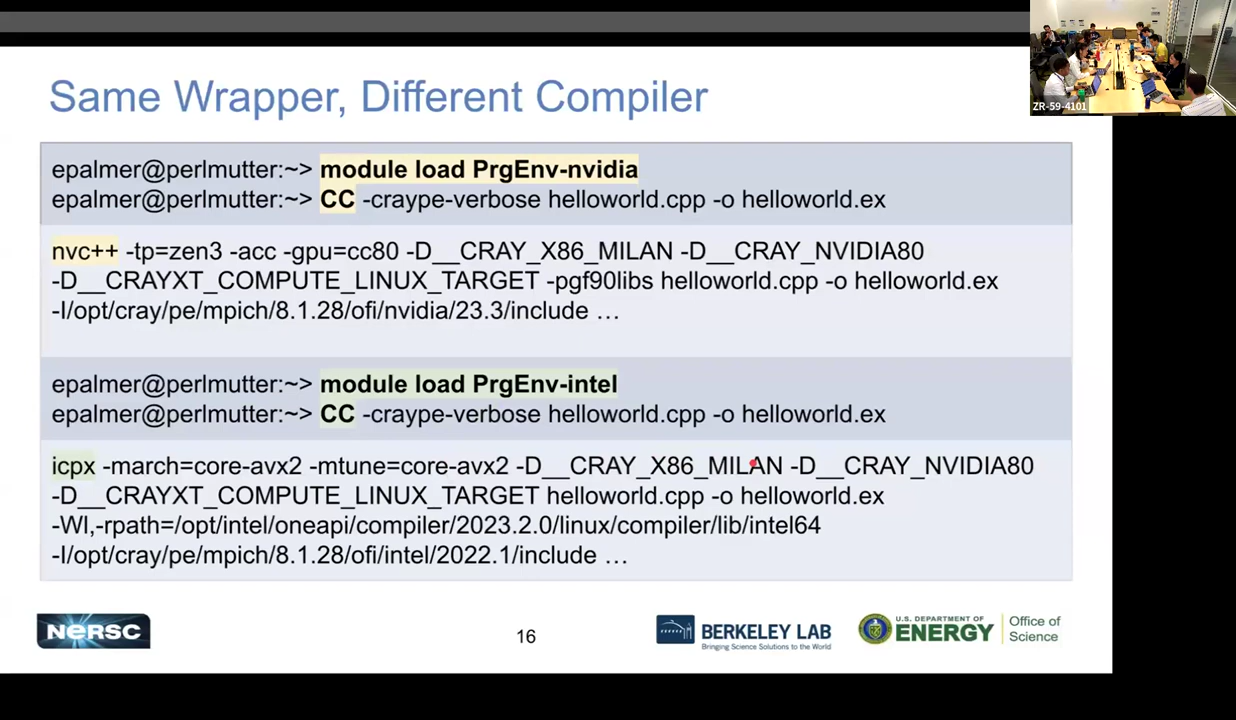 Same Wrapper, Different Compiler
ZR-59-4101
epalmer@perlmutter:~> module load PrgEnv-nvidia
epalmer@perlmutter:~> CC -craype-verbose helloworld.cpp -o helloworld.ex
nvc++ -tp=zen3 -acc -gpu=cc80 -D__CRAY_X86_MILAN -D__CRAY_NVIDIA80
-D__CRAYXT_COMPUTE_LINUX_TARGET -pgf90libs helloworld.cpp -o helloworld.ex
-I/opt/cray/pe/mpich/8.1.28/ofi/nvidia/23.3/include …
epalmer@perlmutter:~> module load PrgEnv-intel
epalmer@perlmutter:~> CC -craype-verbose helloworld.cpp -o helloworld.ex
icpx -march=core-avx2 -mtune=core-avx2 -D__CRAY_X86_MILAN -D__CRAY_NVIDIA80
-D__CRAYXT_COMPUTE_LINUX_TARGET helloworld.cpp -o helloworld.ex
-Wl,-rpath=/opt/intel/oneapi/compiler/2023.2.0/linux/compiler/lib/intel64
-I/opt/cray/pe/mpich/8.1.28/ofi/intel/2022.1/include …
NERSC
16
BERKELEY LAB
Bringing Science Solutions to the World
U.S. DEPARTMENT OF
ENERGY
Office of
Science